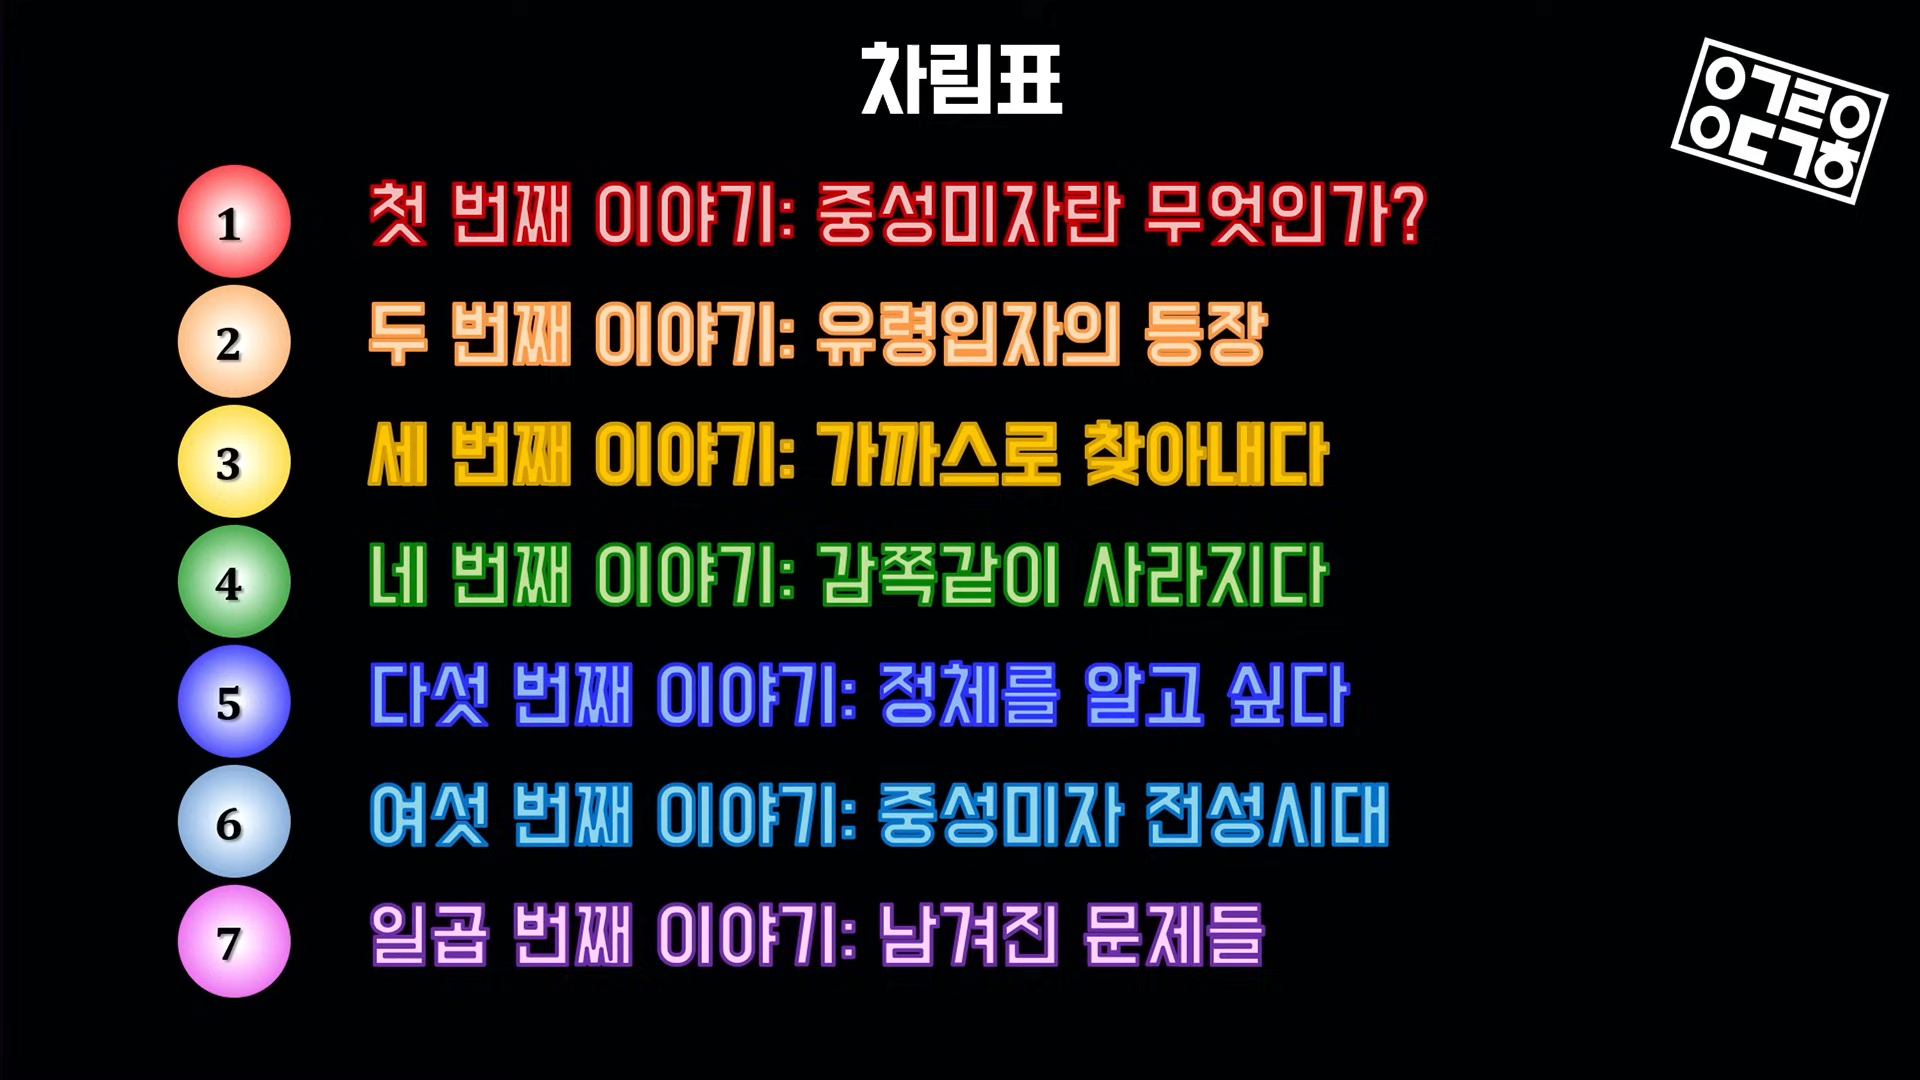 차림표
ㅇㄱㄹㅇ
ㅇㄷㄱㅎ
1 첫 번째 이야기: 중성미자란 무엇인가?
2 두 번째 이야기: 유령입자의 등장
3 세 번째 이야기: 가까스로 찾아내다
4 네 번째 이야기: 감쪽같이 사라지다
5 다섯 번째 이야기: 정체를 알고 싶다
6 여섯 번째 이야기: 중성미자 전성시대
7 일곱 번째 이야기: 남겨진 문제들